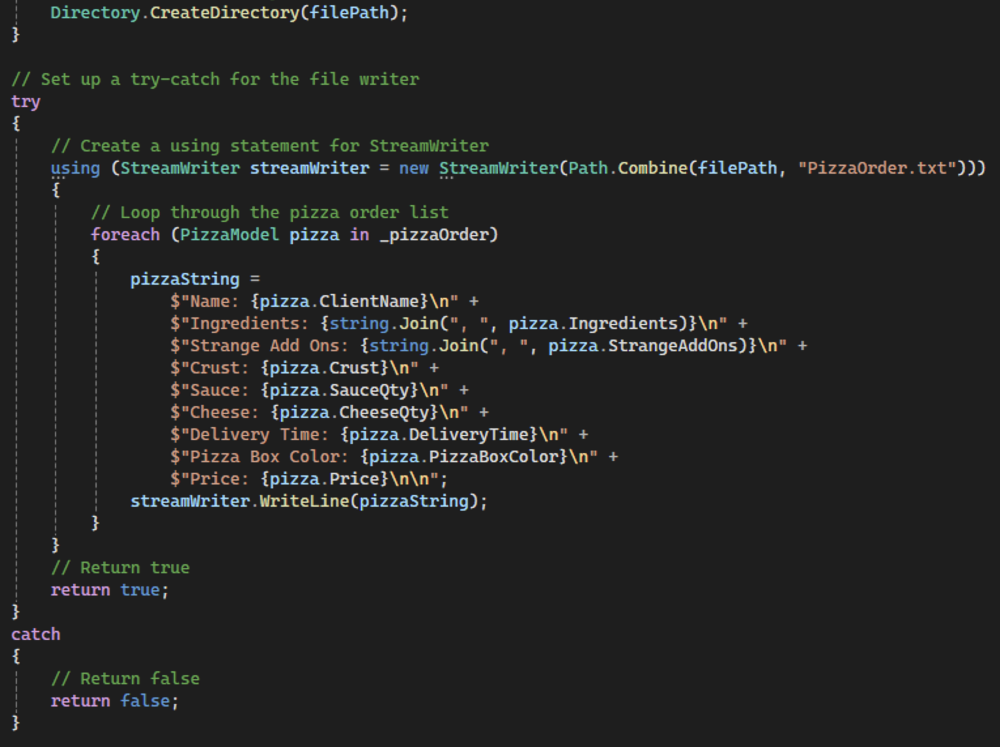 Directory.CreateDirectory(filePath);
}
// Set up a try-catch for the file writer
try
{
// Create a using statement for StreamWriter
using (StreamWriter streamWriter = new StreamWriter(Path.Combine(filePath, "PizzaOrder.txt")))
{
// Loop through the pizza order list
foreach (PizzaModel pizza in _pizzaOrder)
{
pizzaString =
$"Name: {pizza.ClientName}\n" +
$"Ingredients: {string.Join(", ", pizza.Ingredients)}\n" +
$"Strange Add Ons: {string.Join(", ", pizza.StrangeAddOns)}\n" +
$"Crust: {pizza.Crust}\n" +
$"Sauce: {pizza.SauceQty}\n" +
$"Cheese: {pizza.CheeseQty}\n" +
$"Delivery Time: {pizza.DeliveryTime}\n" +
$"Pizza Box Color: {pizza.PizzaBoxColor}\n" +
$"Price: {pizza.Price}\n\n";
streamWriter.WriteLine(pizzaString);
}
}
// Return true
return true;
}
catch
{
// Return false
return false;
}